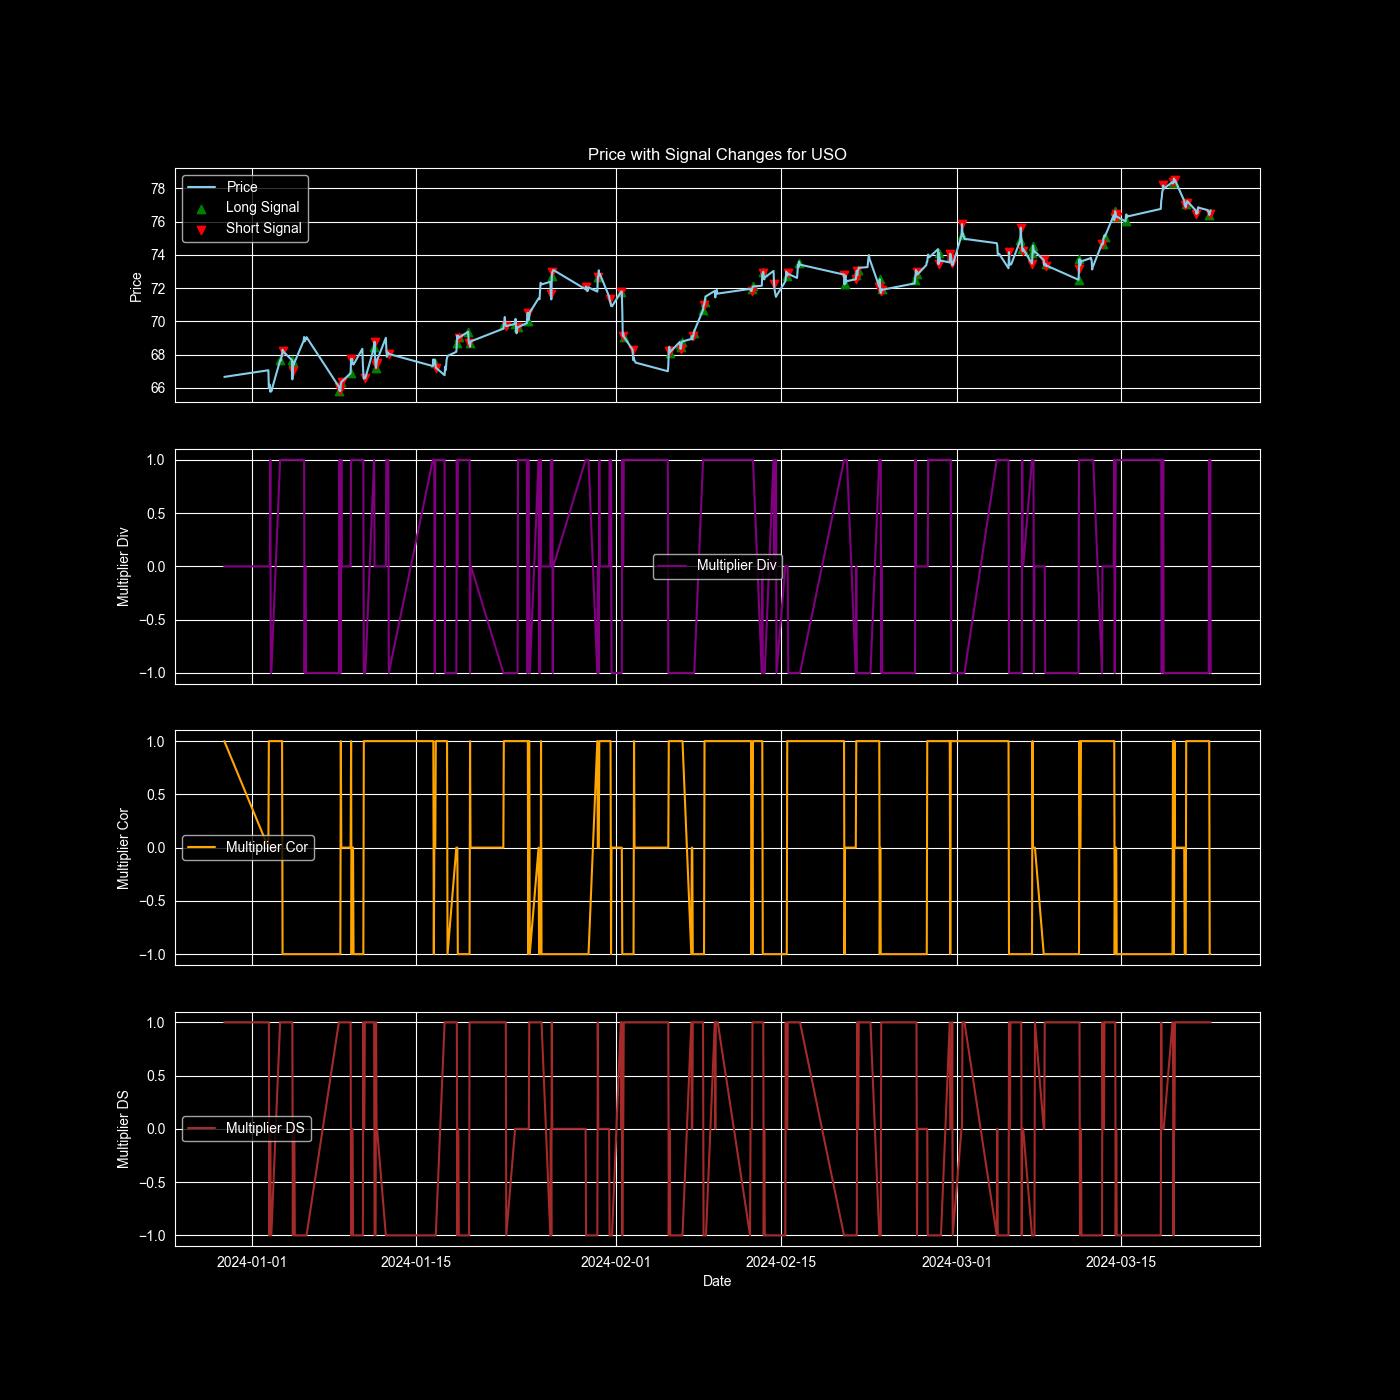 Price with Signal Changes for USO
Price
Long Signal
Short Signal
78
76
74
72
70
68
66
Price
1.0
0.5
0.0
−0.5
−1.0
Multiplier Div
Multiplier Div
1.0
0.5
0.0
−0.5
−1.0
Multiplier Cor
Multiplier Cor
1.0
0.5
0.0
−0.5
−1.0
Multiplier DS
Multiplier DS
2024-01-01 2024-01-15 2024-02-01 2024-02-15 2024-03-01 2024-03-15
Date